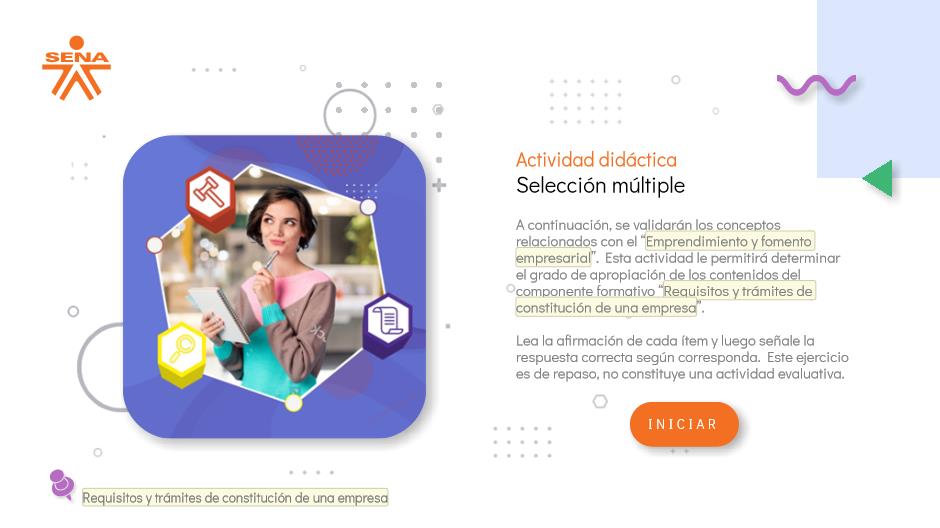 SENA
Actividad didáctica
Selección múltiple
A continuación, se validarán los conceptos
relacionados con el “Emprendimiento y fomento
empresarial”.  Esta actividad le permitirá determinar
el grado de apropiación de los contenidos del
componente formativo “Requisitos y trámites de
constitución de una empresa”.
Lea la afirmación de cada ítem y luego señale la
respuesta correcta según corresponda.  Este ejercicio
es de repaso, no constituye una actividad evaluativa.
INICIAR
Requisitos y trámites de constitución de una empresa